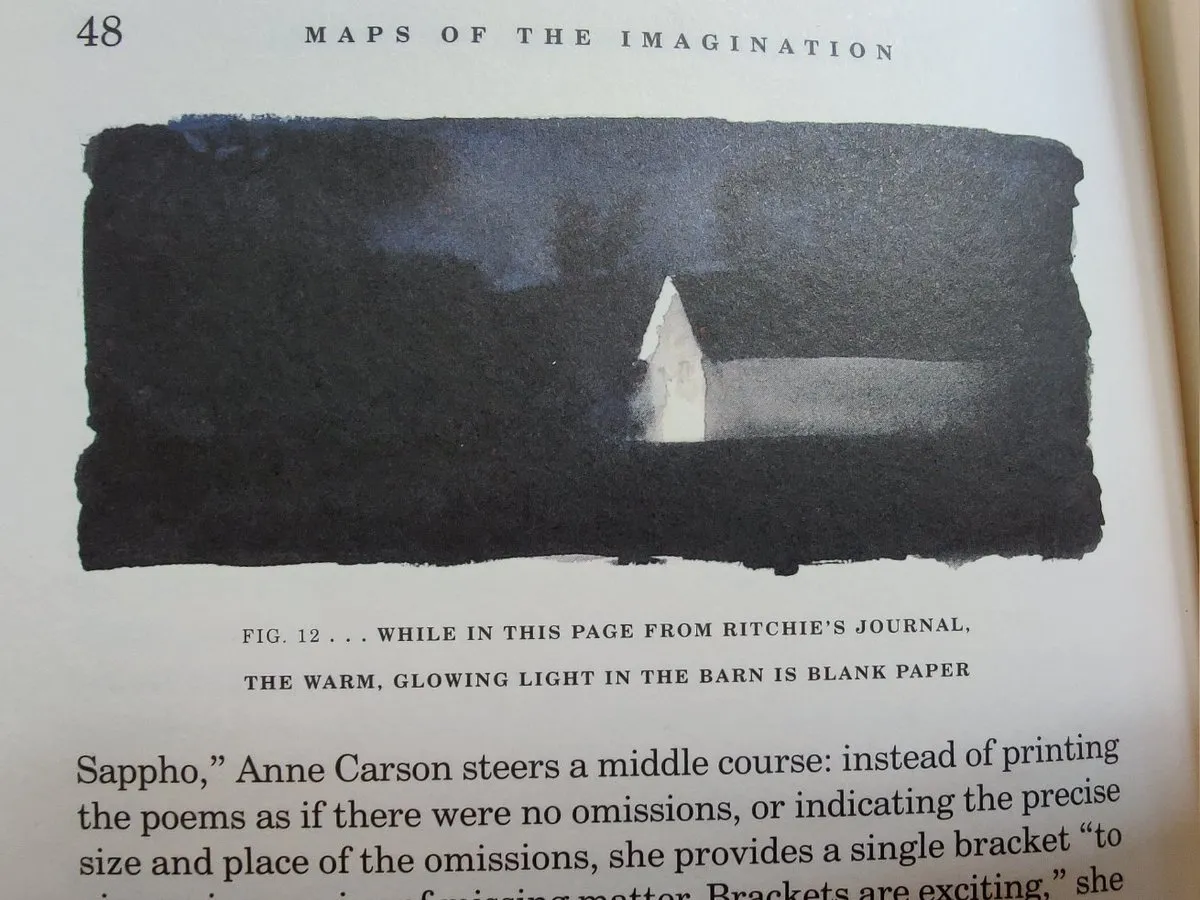 48
MAPS OF THE IMAGINATION
FIG. 12 . . . WHILE IN THIS PAGE FROM RITCHIE'S JOURNAL,
THE WARM, GLOWING LIGHT IN THE BARN IS BLANK PAPER
Sappho,” Anne Carson steers a middle course: instead of printing
the poems as if there were no omissions, or indicating the precise
size and place of the omissions, she provides a single bracket “to
of missing matter. Brackets are exciting,” she